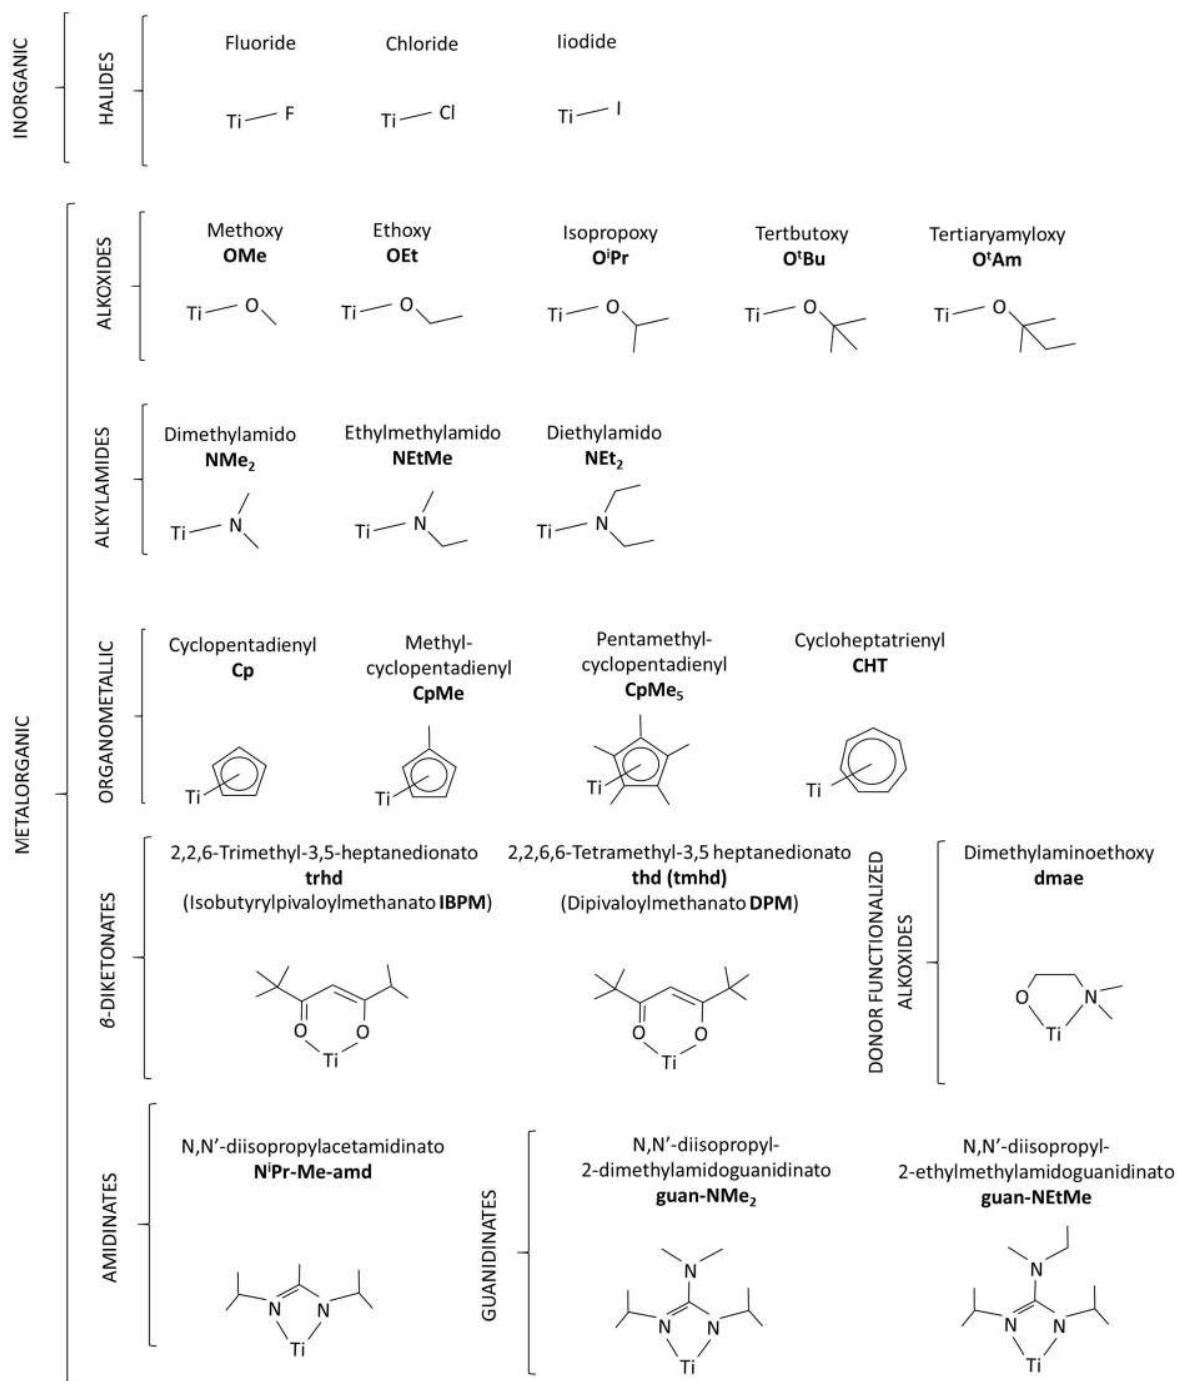 INORGANIC
HALIDES
Fluoride
Ti F
Chloride
Ti Cl
Iiodide
Ti I
METALORGANIC
ALKOXIDES
Methoxy
OMe
Ti O
Ethoxy
OEt
Ti O
Isopropoxy
OⁱPr
Ti O
Tertbutoxy
OᵗBu
Ti O
Tertiaryamyloxy
OᵗAm
Ti O
ALKYLAMIDES
Dimethylamido
NMe₂
Ti N
Ethylmethylamido
NEtMe
Ti N
Diethylamido
NEt₂
Ti N
ORGANOMETALLIC
Cyclopentadienyl
Cp
Ti
Methyl-
cyclopentadienyl
CpMe
Ti
Pentamethyl-
cyclopentadienyl
CpMe₅
Ti
Cycloheptatrienyl
CHT
Ti
β-DIKETONATES
2,2,6-Trimethyl-3,5-heptanedionato
trhd
(Isobutyrylpivaloylmethanato IBPM)
O O
Ti
2,2,6,6-Tetramethyl-3,5 heptanedionato
thd (tmhd)
(Dipivaloylmethanato DPM)
O O
Ti
DONOR FUNCTIONALIZED
ALKOXIDES
Dimethylaminoethoxy
dmae
O N
Ti
AMIDINATES
N,N′-diisopropylacetamidinato
NⁱPr-Me-amd
N N
Ti
GUANIDINATES
N,N′-diisopropyl-
2-dimethylamidoguanidinato
guan-NMe₂
N
N N
Ti
N,N′-diisopropyl-
2-ethylmethylamidoguanidinato
guan-NEtMe
N
N N
Ti